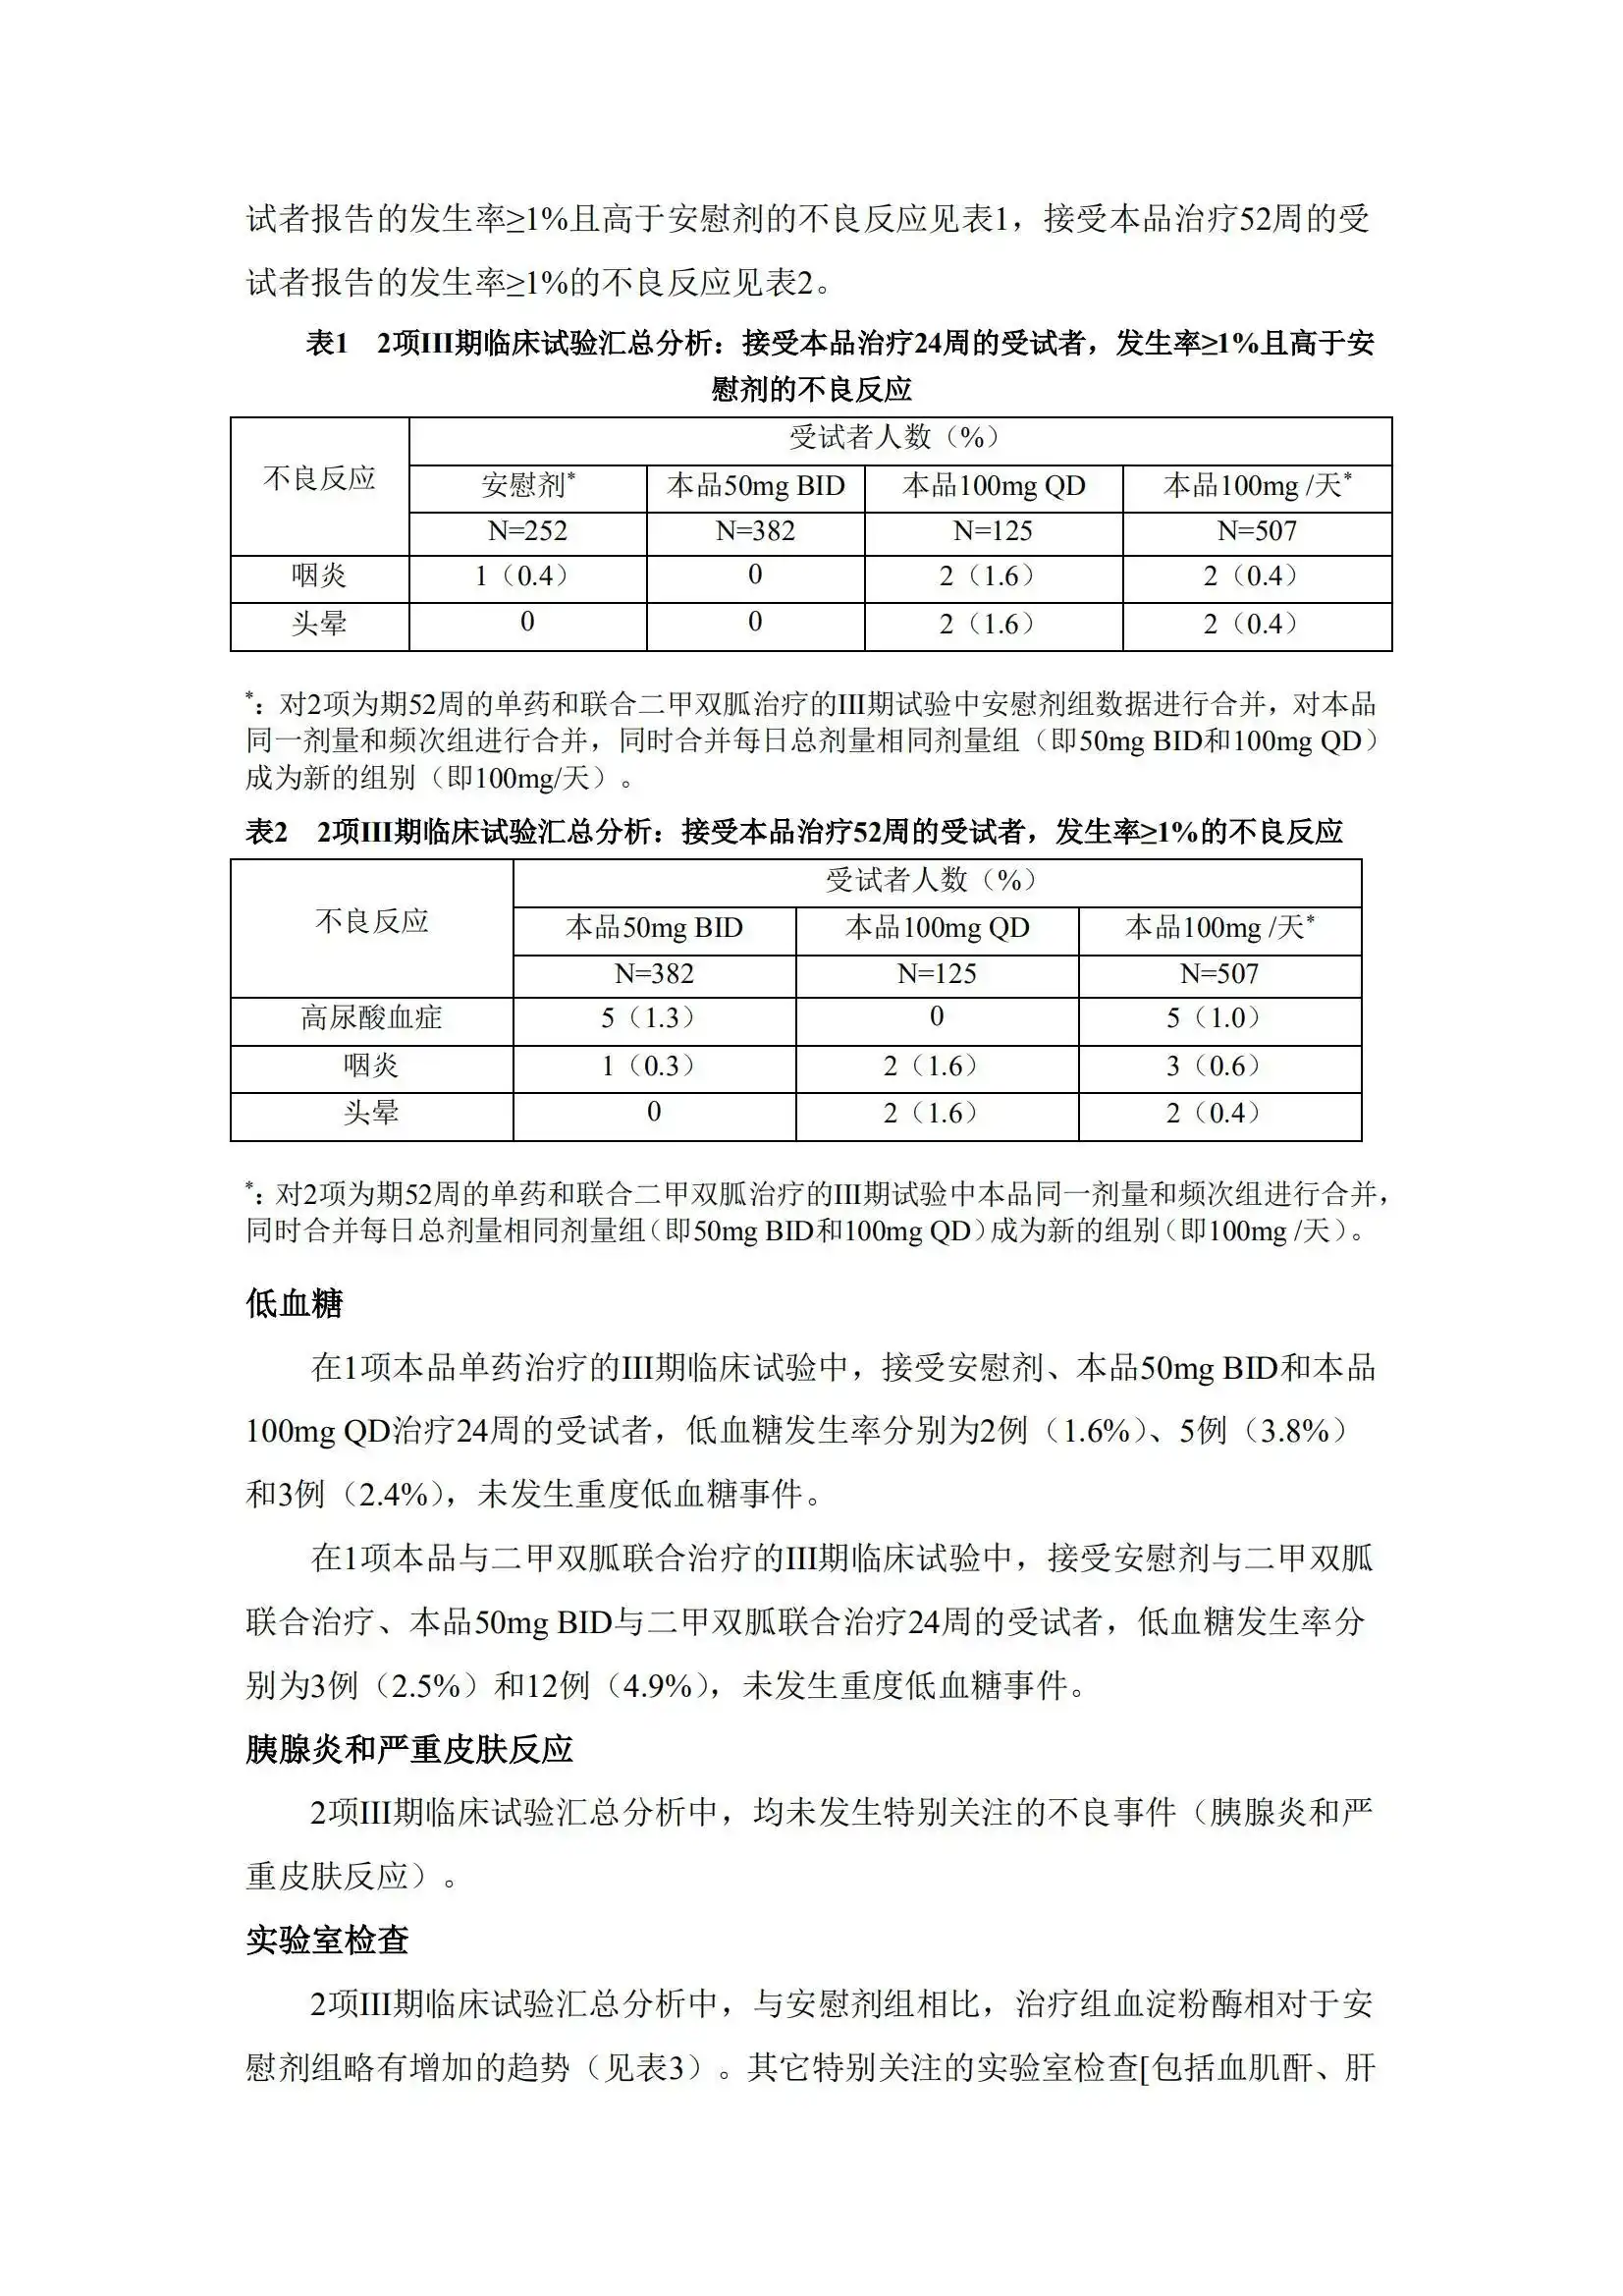 试者报告的发生率≥1%且高于安慰剂的不良反应见表1，接受本品治疗52周的受
试者报告的发生率≥1%的不良反应见表2。
表1 2项III期临床试验汇总分析：接受本品治疗24周的受试者，发生率≥1%且高于安
慰剂的不良反应
不良反应 受试者人数（%）
安慰剂* 本品50mg BID 本品100mg QD 本品100mg /天*
N=252 N=382 N=125 N=507
咽炎 1（0.4） 0 2（1.6） 2（0.4）
头晕 0 0 2（1.6） 2（0.4）
*：对2项为期52周的单药和联合二甲双胍治疗的III期试验中安慰剂组数据进行合并，对本品
同一剂量和频次组进行合并，同时合并每日总剂量相同剂量组（即50mg BID和100mg QD）
成为新的组别（即100mg/天）。
表2 2项III期临床试验汇总分析：接受本品治疗52周的受试者，发生率≥1%的不良反应
不良反应 受试者人数（%）
本品50mg BID 本品100mg QD 本品100mg /天*
N=382 N=125 N=507
高尿酸血症 5（1.3） 0 5（1.0）
咽炎 1（0.3） 2（1.6） 3（0.6）
头晕 0 2（1.6） 2（0.4）
*：对2项为期52周的单药和联合二甲双胍治疗的III期试验中本品同一剂量和频次组进行合并，
同时合并每日总剂量相同剂量组（即50mg BID和100mg QD）成为新的组别（即100mg /天）。
低血糖
在1项本品单药治疗的III期临床试验中，接受安慰剂、本品50mg BID和本品
100mg QD治疗24周的受试者，低血糖发生率分别为2例（1.6%）、5例（3.8%）
和3例（2.4%），未发生重度低血糖事件。
在1项本品与二甲双胍联合治疗的III期临床试验中，接受安慰剂与二甲双胍
联合治疗、本品50mg BID与二甲双胍联合治疗24周的受试者，低血糖发生率分
别为3例（2.5%）和12例（4.9%），未发生重度低血糖事件。
胰腺炎和严重皮肤反应
2项III期临床试验汇总分析中，均未发生特别关注的不良事件（胰腺炎和严
重皮肤反应）。
实验室检查
2项III期临床试验汇总分析中，与安慰剂组相比，治疗组血淀粉酶相对于安
慰剂组略有增加的趋势（见表3）。其它特别关注的实验室检查[包括血肌酐、肝